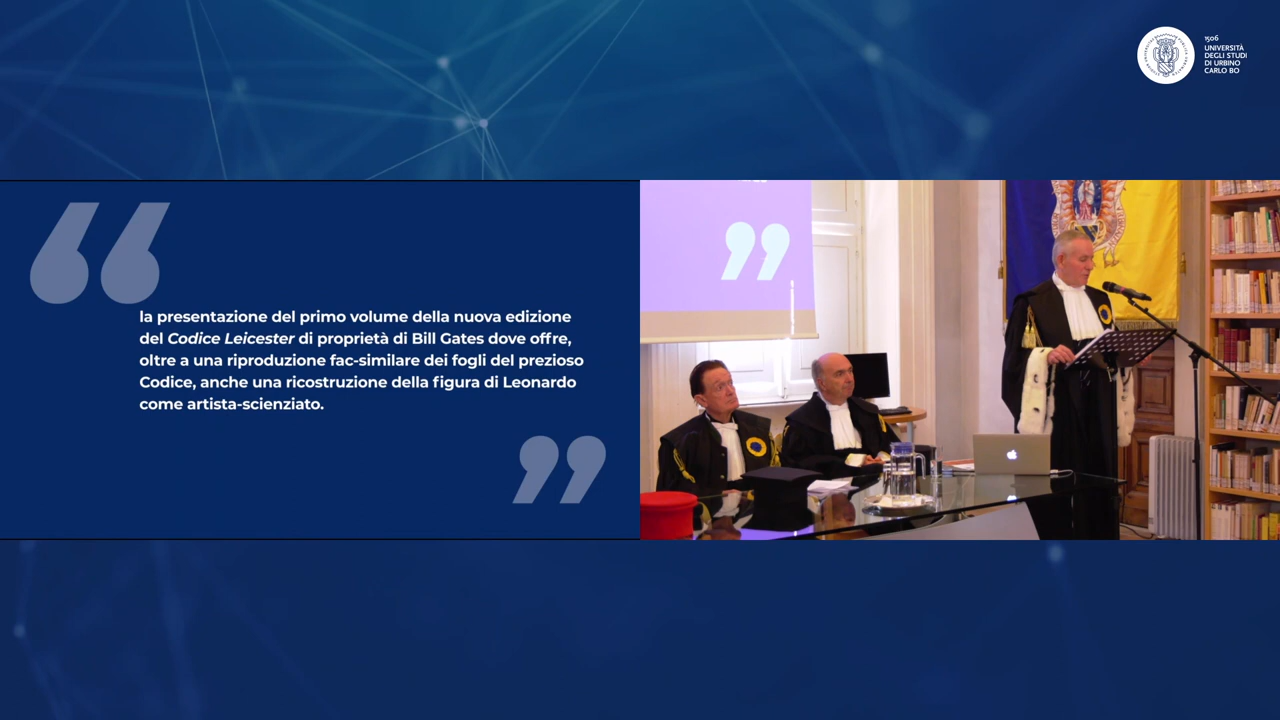 1506
UNIVERSITÀ
DEGLI STUDI
DI URBINO
CARLO BO
la presentazione del primo volume della nuova edizione
del Codice Leicester di proprietà di Bill Gates dove offre,
oltre a una riproduzione fac-similare dei fogli del prezioso
Codice, anche una ricostruzione della figura di Leonardo
come artista-scienziato.